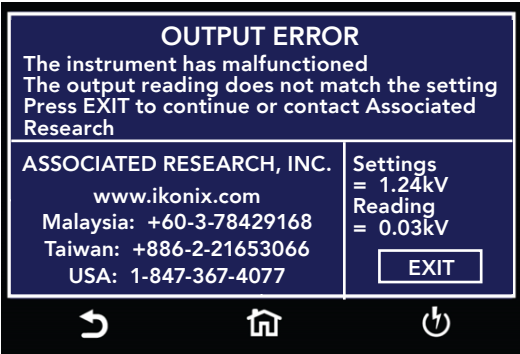 OUTPUT ERROR
The instrument has malfunctioned
The output reading does not match the setting
Press EXIT to continue or contact Associated
Research
ASSOCIATED RESEARCH, INC.
www.ikonix.com
Malaysia: +60-3-78429168
Taiwan: +886-2-21653066
USA: 1-847-367-4077
Settings
= 1.24kV
Reading
= 0.03kV
EXIT